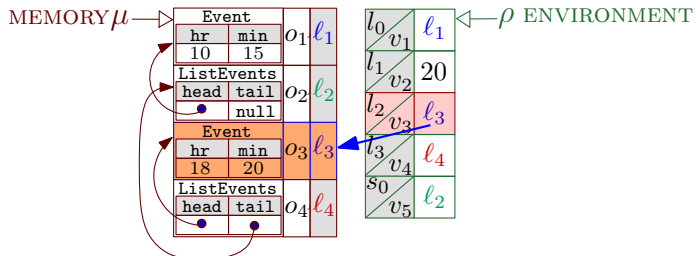 MEMORY μ
Event
hr min
10 15
o₁ ℓ₁
ListEvents
head tail
null
o₂ ℓ₂
Event
hr min
18 20
o₃ ℓ₃
ListEvents
head tail
o₄ ℓ₄
ρ ENVIRONMENT
l₀ v₁ ℓ₁
l₁ v₂ 20
l₂ v₃ ℓ₃
l₃ v₄ ℓ₄
s₀ v₅ ℓ₂